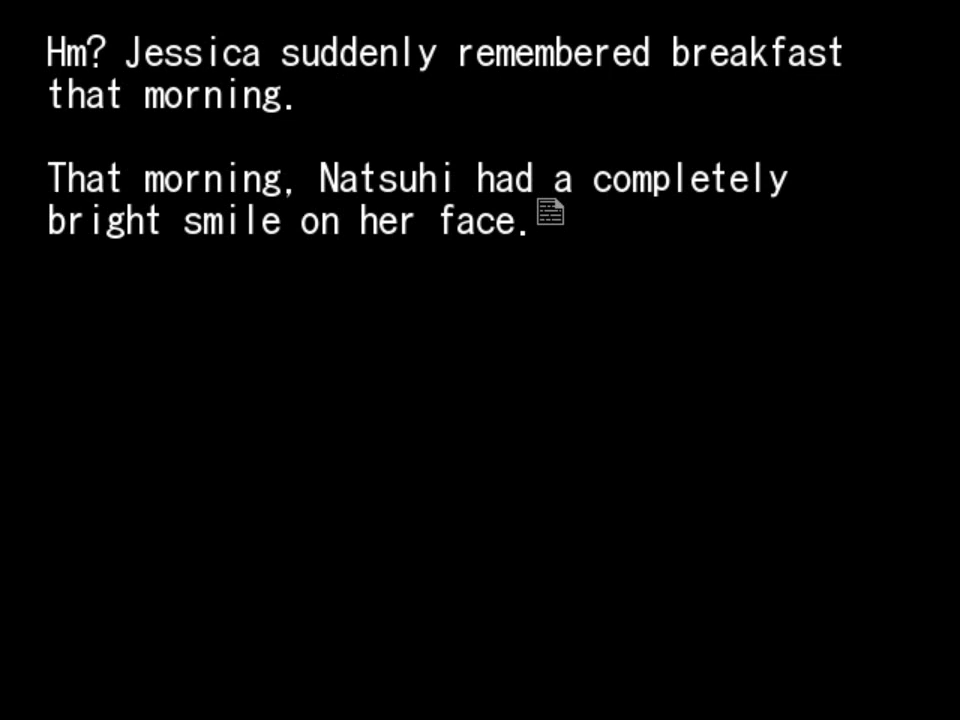 Hm? Jessica suddenly remembered breakfast
that morning.
That morning, Natsuhi had a completely
bright smile on her face.